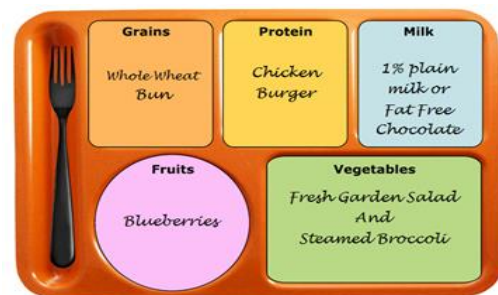 Grains
Whole Wheat
Bun
Protein
Chicken
Burger
Milk
1% plain
milk or
Fat Free
Chocolate
Fruits
Blueberries
Vegetables
Fresh Garden Salad
And
Steamed Broccoli